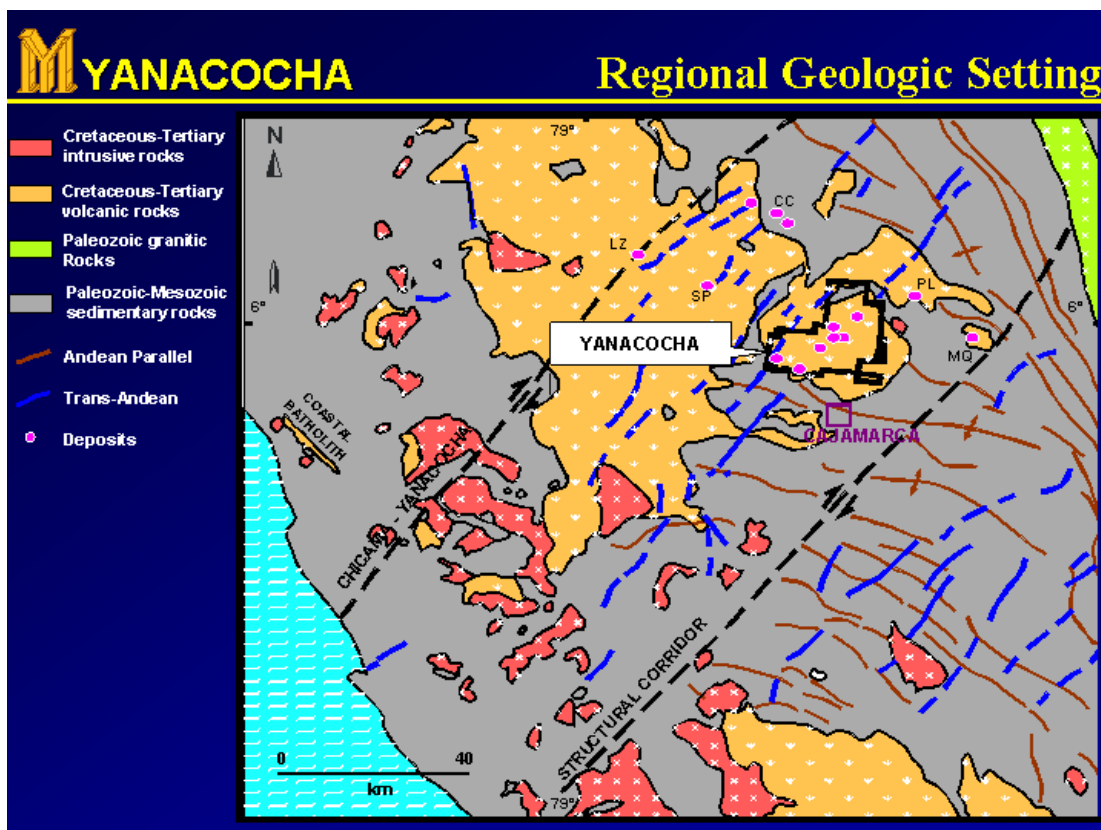 YANACOCHA
Regional Geologic Setting
Cretaceous-Tertiary
intrusive rocks
Cretaceous-Tertiary
volcanic rocks
Paleozoic granitic
Rocks
Paleozoic-Mesozoic
sedimentary rocks
Andean Parallel
Trans-Andean
Deposits
N
79°
CC
LZ
SP
PL
6°
6°
YANACOCHA
MQ
CAJAMARCA
COASTAL
BATHOLITH
CHICAMA - YANACOCHA
STRUCTURAL CORRIDOR
0 40
km
79°